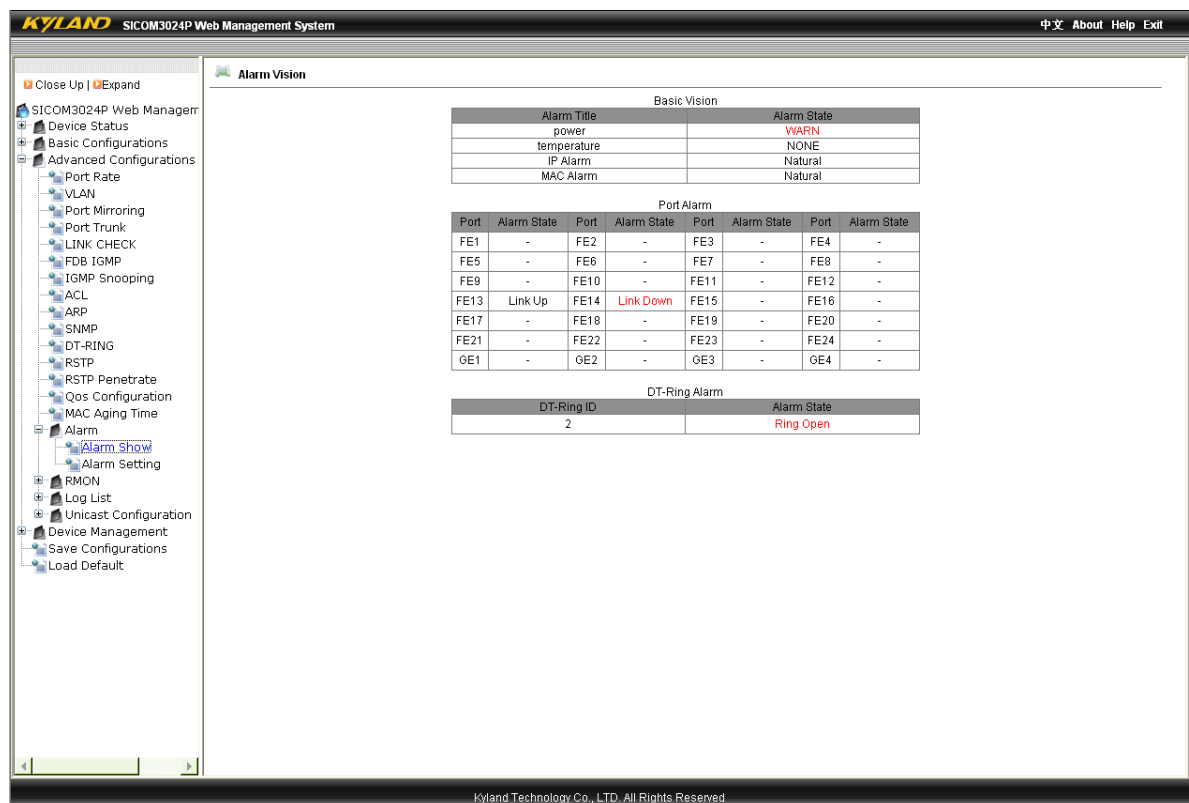 KYLAND SICOM3024P Web Management System 中文 About Help Exit
Close Up | Expand
SICOM3024P Web Managem
Device Status
Basic Configurations
Advanced Configurations
Port Rate
VLAN
Port Mirroring
Port Trunk
LINK CHECK
FDB IGMP
IGMP Snooping
ACL
ARP
SNMP
DT-RING
RSTP
RSTP Penetrate
Qos Configuration
MAC Aging Time
Alarm
Alarm Show
Alarm Setting
RMON
Log List
Unicast Configuration
Device Management
Save Configurations
Load Default
Alarm Vision
Basic Vision
Alarm Title Alarm State
power WARN
temperature NONE
IP Alarm Natural
MAC Alarm Natural
Port Alarm
Port Alarm State Port Alarm State Port Alarm State Port Alarm State
FE1 - FE2 - FE3 - FE4 -
FE5 - FE6 - FE7 - FE8 -
FE9 - FE10 - FE11 - FE12 -
FE13 Link Up FE14 Link Down FE15 - FE16 -
FE17 - FE18 - FE19 - FE20 -
FE21 - FE22 - FE23 - FE24 -
GE1 - GE2 - GE3 - GE4 -
DT-Ring Alarm
DT-Ring ID Alarm State
2 Ring Open
Kyland Technology Co., LTD. All Rights Reserved